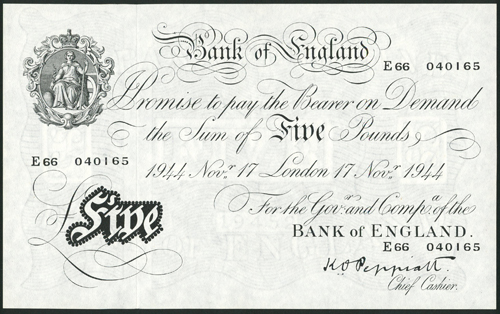 Bank of England
E66 040165
I Promise to pay the Bearer on Demand
the Sum of Five Pounds
E66 040165
1944 Novr. 17 London 17 Novr. 1944
For the Govr. and Compa. of the
BANK OF ENGLAND.
£Five
E66 040165
K O Peppiatt.
Chief Cashier.